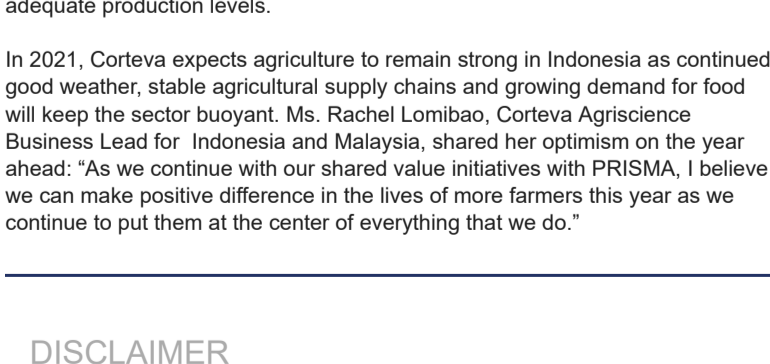 adequate production levels.
In 2021, Corteva expects agriculture to remain strong in Indonesia as continued
good weather, stable agricultural supply chains and growing demand for food
will keep the sector buoyant. Ms. Rachel Lomibao, Corteva Agriscience
Business Lead for  Indonesia and Malaysia, shared her optimism on the year
ahead: “As we continue with our shared value initiatives with PRISMA, I believe
we can make positive difference in the lives of more farmers this year as we
continue to put them at the center of everything that we do.”
DISCLAIMER